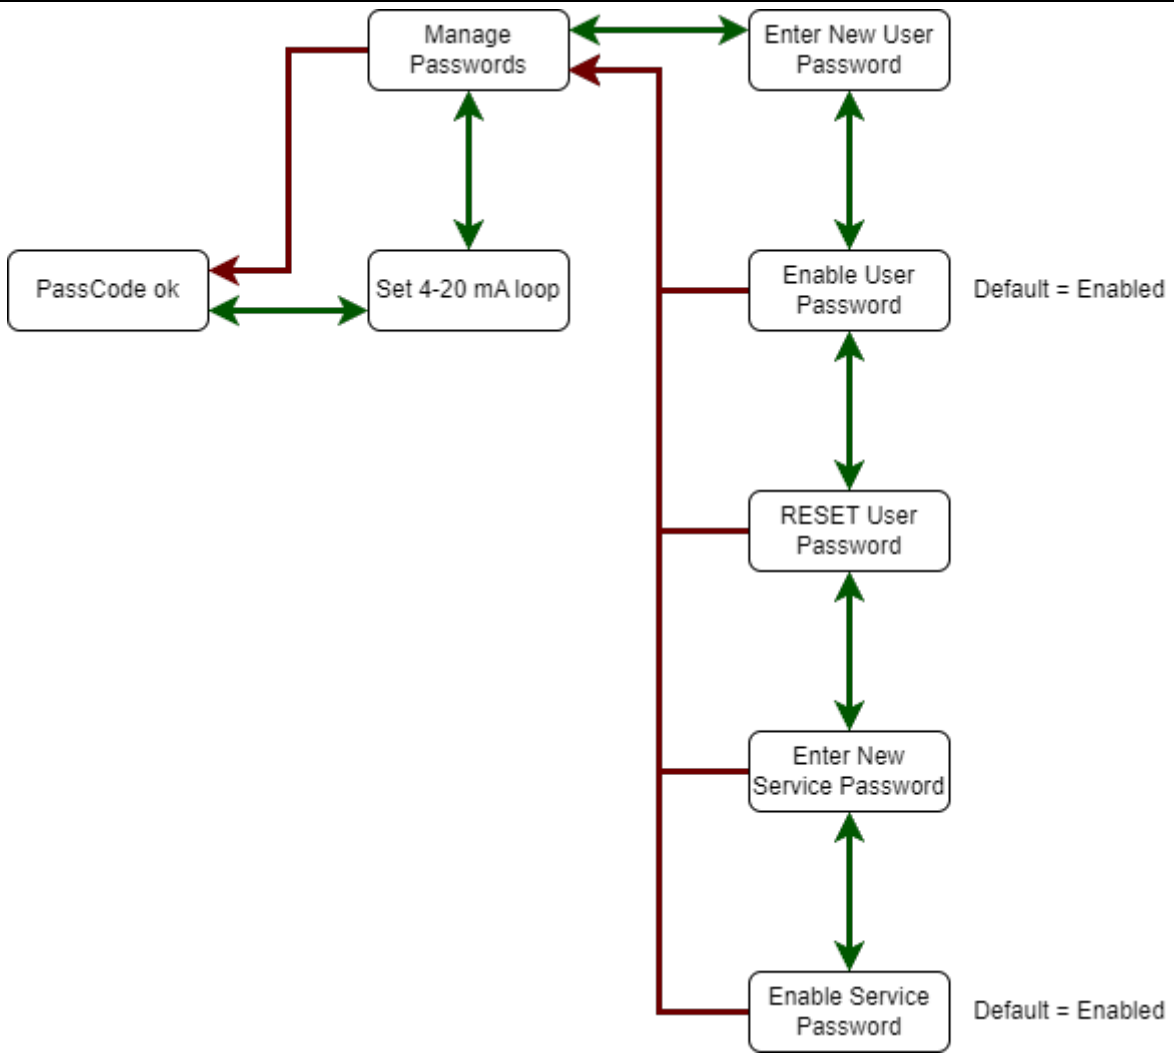 Manage
Passwords
Enter New User
Password
PassCode ok
Set 4-20 mA loop
Enable User
Password
Default = Enabled
RESET User
Password
Enter New
Service Password
Enable Service
Password
Default = Enabled